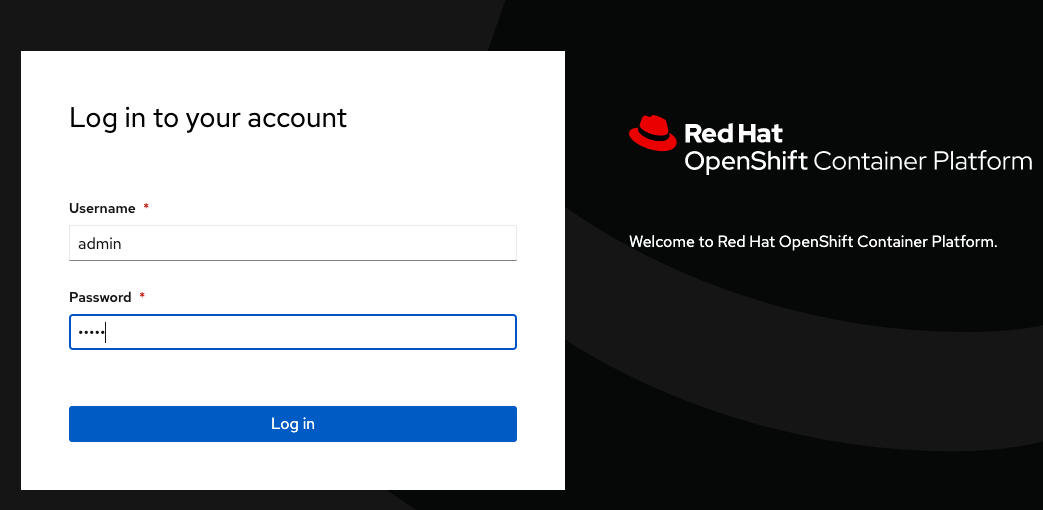 Log in to your account
Username *
admin
Password *
•••••
Log in
Red Hat
OpenShift Container Platform
Welcome to Red Hat OpenShift Container Platform.